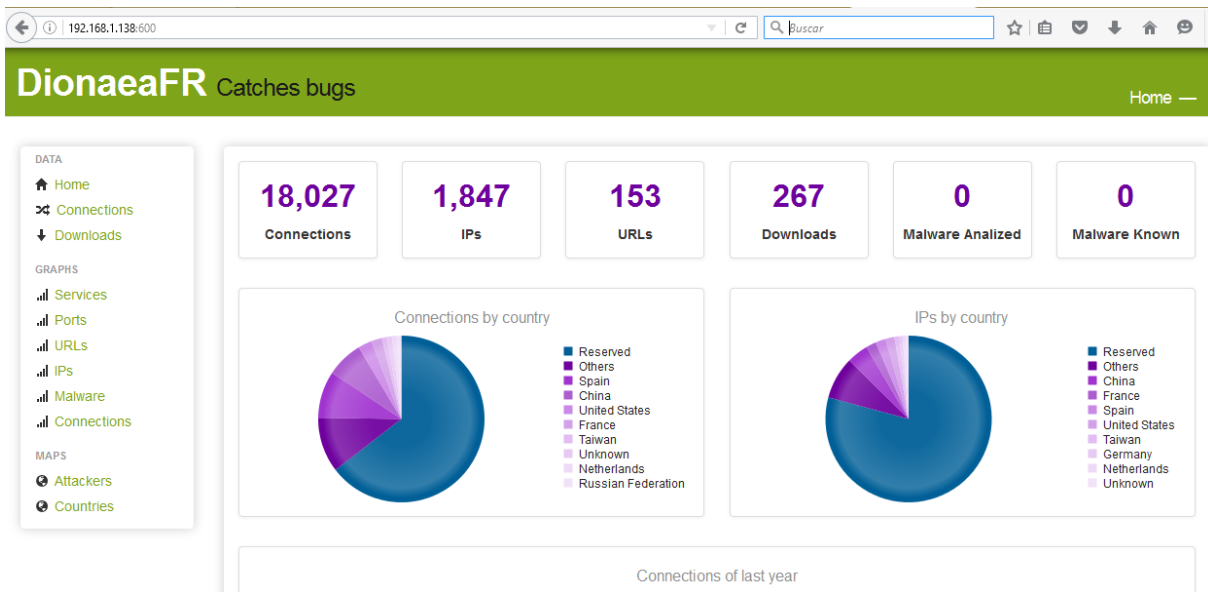 192.168.1.138:600
Buscar
DionaeaFR Catches bugs
Home —
DATA
Home
Connections
Downloads
GRAPHS
Services
Ports
URLs
IPs
Malware
Connections
MAPS
Attackers
Countries
18,027
Connections
1,847
IPs
153
URLs
267
Downloads
0
Malware Analized
0
Malware Known
Connections by country
Reserved
Others
Spain
China
United States
France
Taiwan
Unknown
Netherlands
Russian Federation
IPs by country
Reserved
Others
China
France
Spain
United States
Taiwan
Germany
Netherlands
Unknown
Connections of last year